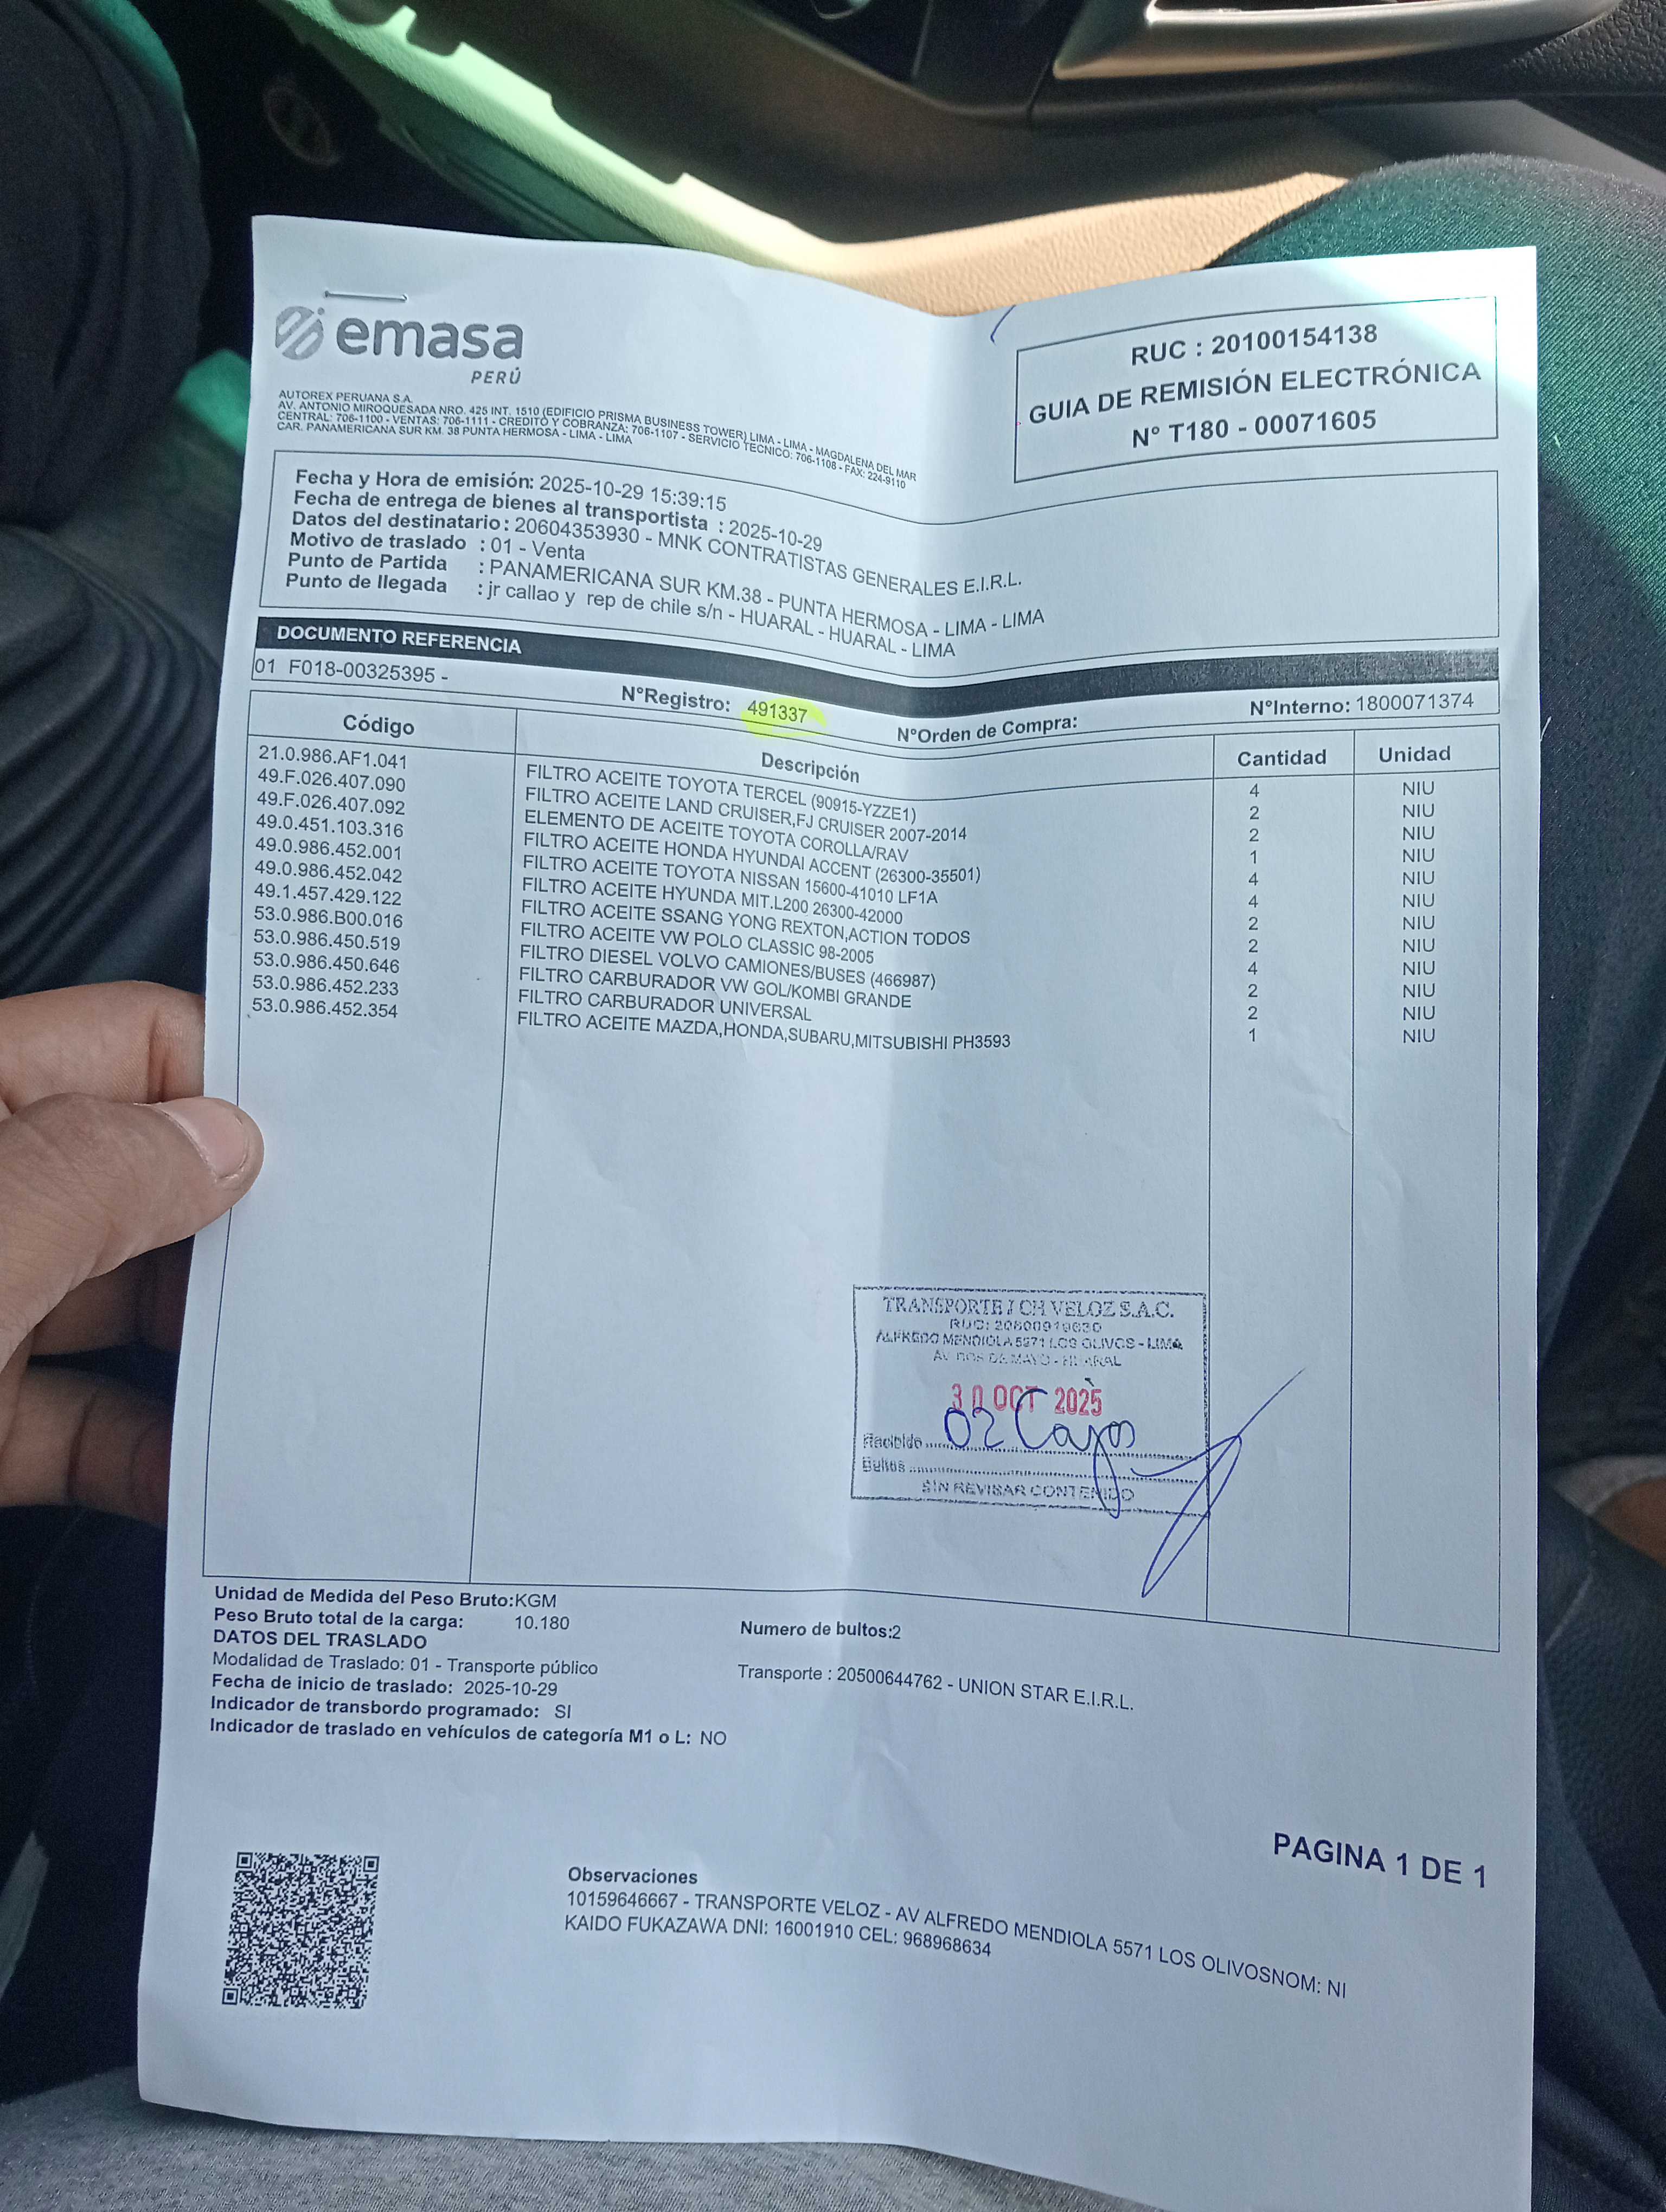 emasa
PERÚ
AUTOREX PERUANA S.A.
AV. ANTONIO MIROQUESADA NRO. 425 INT. 1510 (EDIFICIO PRISMA BUSINESS TOWER) LIMA - LIMA - MAGDALENA DEL MAR
CENTRAL: 706-1100 - VENTAS: 706-1111 - CREDITO Y COBRANZA: 706-1107 - SERVICIO TECNICO: 706-1108 - FAX: 224-9110
CAR. PANAMERICANA SUR KM. 38 PUNTA HERMOSA - LIMA - LIMA
RUC : 20100154138
GUIA DE REMISIÓN ELECTRÓNICA
N° T180 - 00071605
Fecha y Hora de emisión: 2025-10-29 15:39:15
Fecha de entrega de bienes al transportista : 2025-10-29
Datos del destinatario: 20604353930 - MNK CONTRATISTAS GENERALES E.I.R.L.
Motivo de traslado : 01 - Venta
Punto de Partida : PANAMERICANA SUR KM.38 - PUNTA HERMOSA - LIMA - LIMA
Punto de llegada : jr callao y rep de chile s/n - HUARAL - HUARAL - LIMA
DOCUMENTO REFERENCIA
01 F018-00325395 -
N°Registro: 491337 N°Orden de Compra: N°Interno: 1800071374
Código Descripción Cantidad Unidad
21.0.986.AF1.041 FILTRO ACEITE TOYOTA TERCEL (90915-YZZE1) 4 NIU
49.F.026.407.090 FILTRO ACEITE LAND CRUISER,FJ CRUISER 2007-2014 2 NIU
49.F.026.407.092 ELEMENTO DE ACEITE TOYOTA COROLLA/RAV 2 NIU
49.0.451.103.316 FILTRO ACEITE HONDA HYUNDAI ACCENT (26300-35501) 1 NIU
49.0.986.452.001 FILTRO ACEITE TOYOTA NISSAN 15600-41010 LF1A 4 NIU
49.0.986.452.042 FILTRO ACEITE HYUNDA MIT.L200 26300-42000 4 NIU
49.1.457.429.122 FILTRO ACEITE SSANG YONG REXTON,ACTION TODOS 2 NIU
53.0.986.B00.016 FILTRO ACEITE VW POLO CLASSIC 98-2005 2 NIU
53.0.986.450.519 FILTRO DIESEL VOLVO CAMIONES/BUSES (466987) 4 NIU
53.0.986.450.646 FILTRO CARBURADOR VW GOL/KOMBI GRANDE 2 NIU
53.0.986.452.233 FILTRO CARBURADOR UNIVERSAL 2 NIU
53.0.986.452.354 FILTRO ACEITE MAZDA,HONDA,SUBARU,MITSUBISHI PH3593 1 NIU
TRANSPORTE J CH VELOZ S.A.C.
RUC:
ALFREDO MENDIOLA 5571 LOS OLIVOS - LIMA
AV. DOS DE MAYO - HUARAL
30 OCT 2025
Recibido 02 Cajas
Bultos
SIN REVISAR CONTENIDO
Unidad de Medida del Peso Bruto:KGM
Peso Bruto total de la carga: 10.180
Numero de bultos:2
DATOS DEL TRASLADO
Modalidad de Traslado: 01 - Transporte público
Transporte : 20500644762 - UNION STAR E.I.R.L.
Fecha de inicio de traslado: 2025-10-29
Indicador de transbordo programado: SI
Indicador de traslado en vehículos de categoría M1 o L: NO
PAGINA 1 DE 1
Observaciones
10159646667 - TRANSPORTE VELOZ - AV ALFREDO MENDIOLA 5571 LOS OLIVOSNOM: NI
KAIDO FUKAZAWA DNI: 16001910 CEL: 968968634